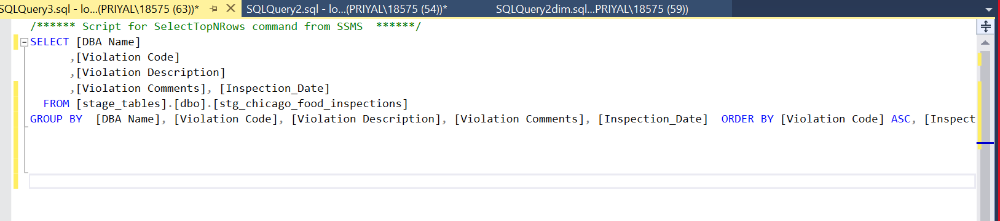 SQLQuery3.sql - lo...(PRIYAL\18575 (63))* SQLQuery2.sql - lo...(PRIYAL\18575 (54))* SQLQuery2dim.sql...PRIYAL\18575 (59))
/****** Script for SelectTopNRows command from SSMS  ******/
SELECT [DBA Name]
,[Violation Code]
,[Violation Description]
,[Violation Comments], [Inspection_Date]
FROM [stage_tables].[dbo].[stg_chicago_food_inspections]
GROUP BY  [DBA Name], [Violation Code], [Violation Description], [Violation Comments], [Inspection_Date]  ORDER BY [Violation Code] ASC, [Inspect